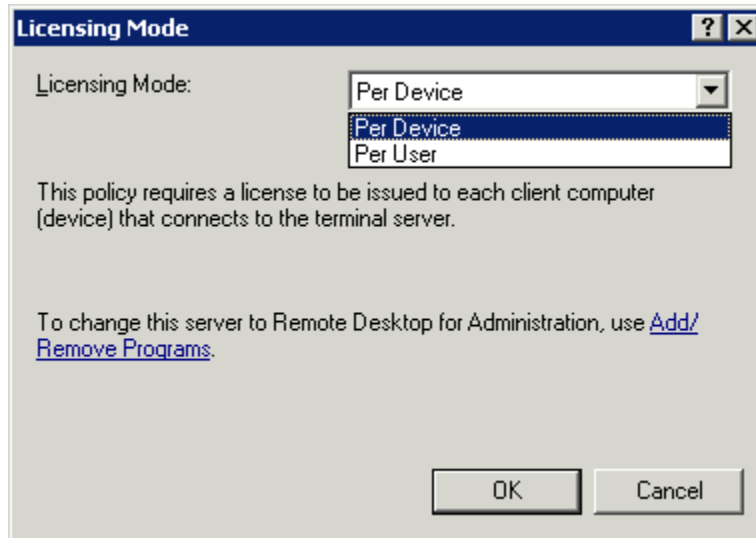 Licensing Mode
Licensing Mode:
Per Device
Per Device
Per User
This policy requires a license to be issued to each client computer
(device) that connects to the terminal server.
To change this server to Remote Desktop for Administration, use Add/
Remove Programs.
OK
Cancel